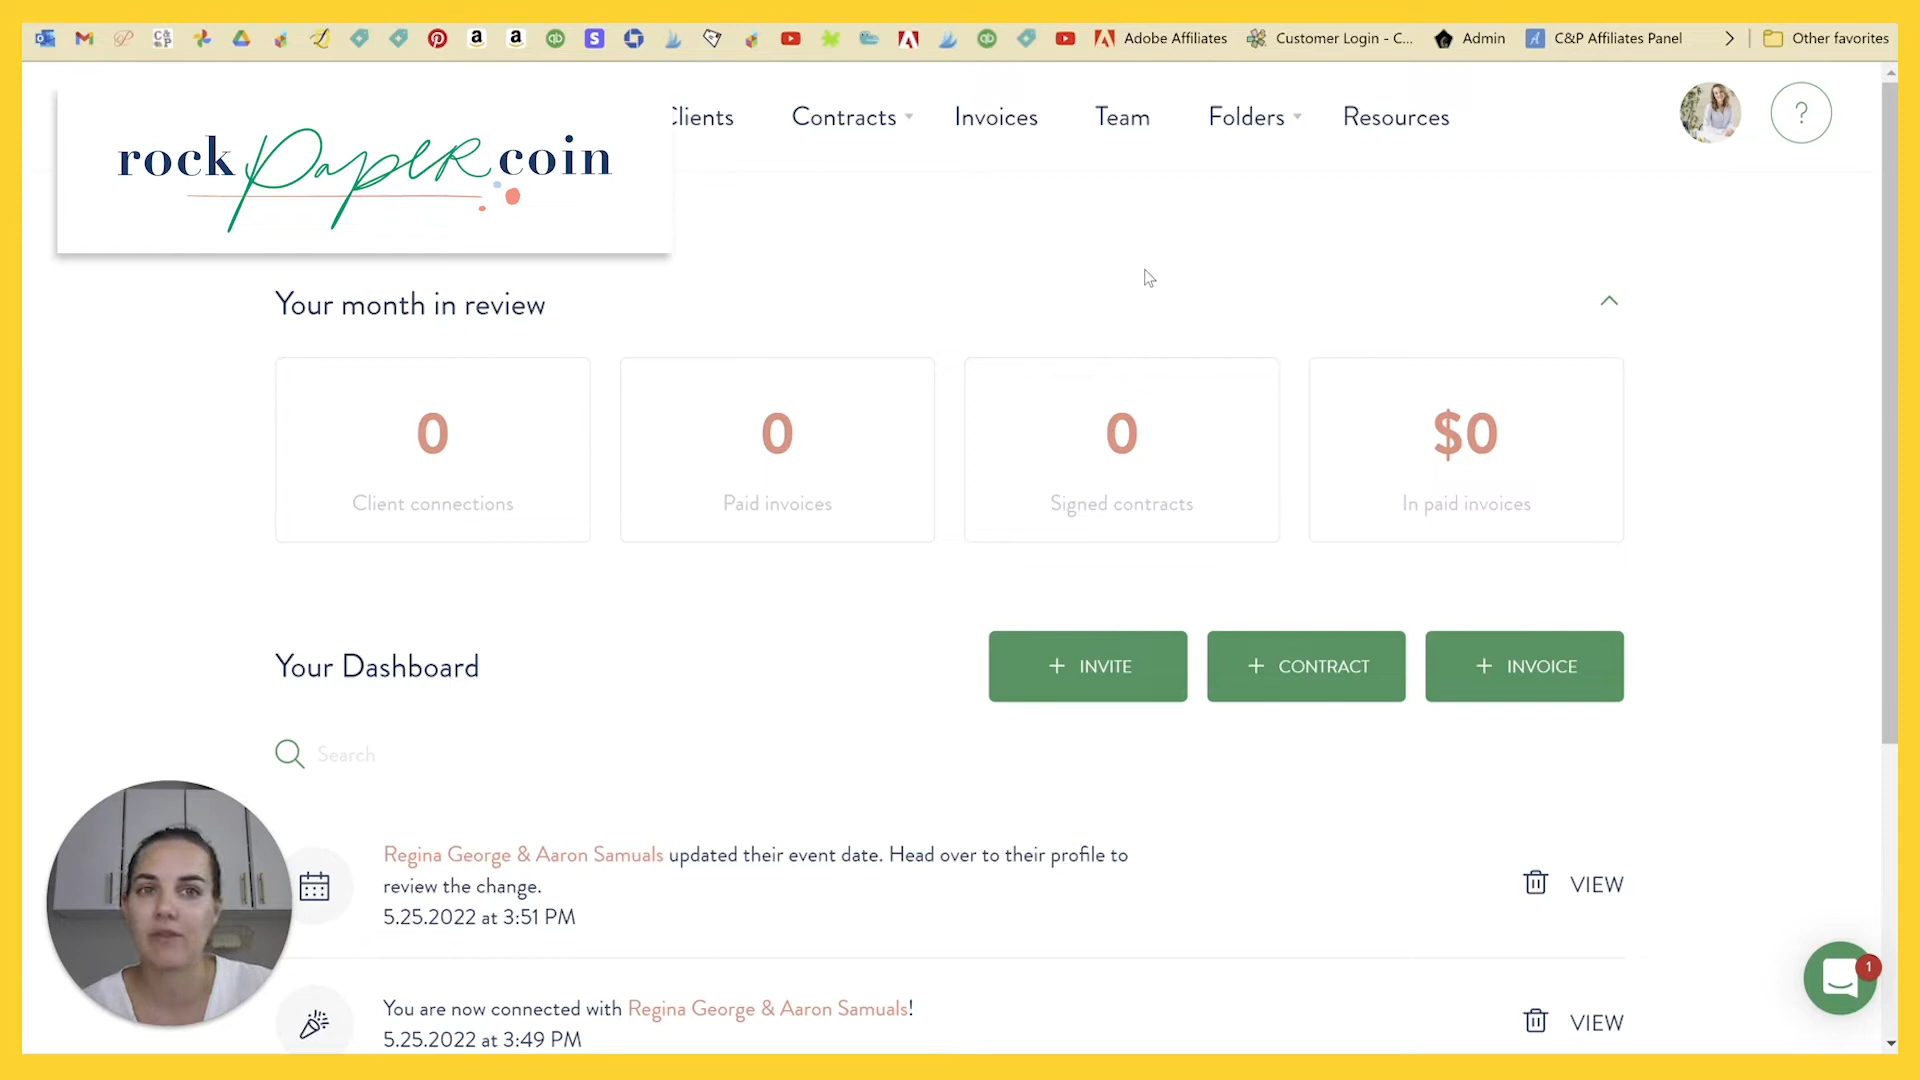 Adobe Affiliates
Customer Login - C...
Admin
C&P Affiliates Panel
Other favorites
rock paper coin
Clients
Contracts
Invoices
Team
Folders
Resources
?
Your month in review
0
0
0
$0
Client connections
Paid invoices
Signed contracts
In paid invoices
Your Dashboard
+ INVITE
+ CONTRACT
+ INVOICE
Search
Regina George & Aaron Samuals updated their event date. Head over to their profile to
review the change.
5.25.2022 at 3:51 PM
VIEW
You are now connected with Regina George & Aaron Samuals!
5.25.2022 at 3:49 PM
VIEW
1